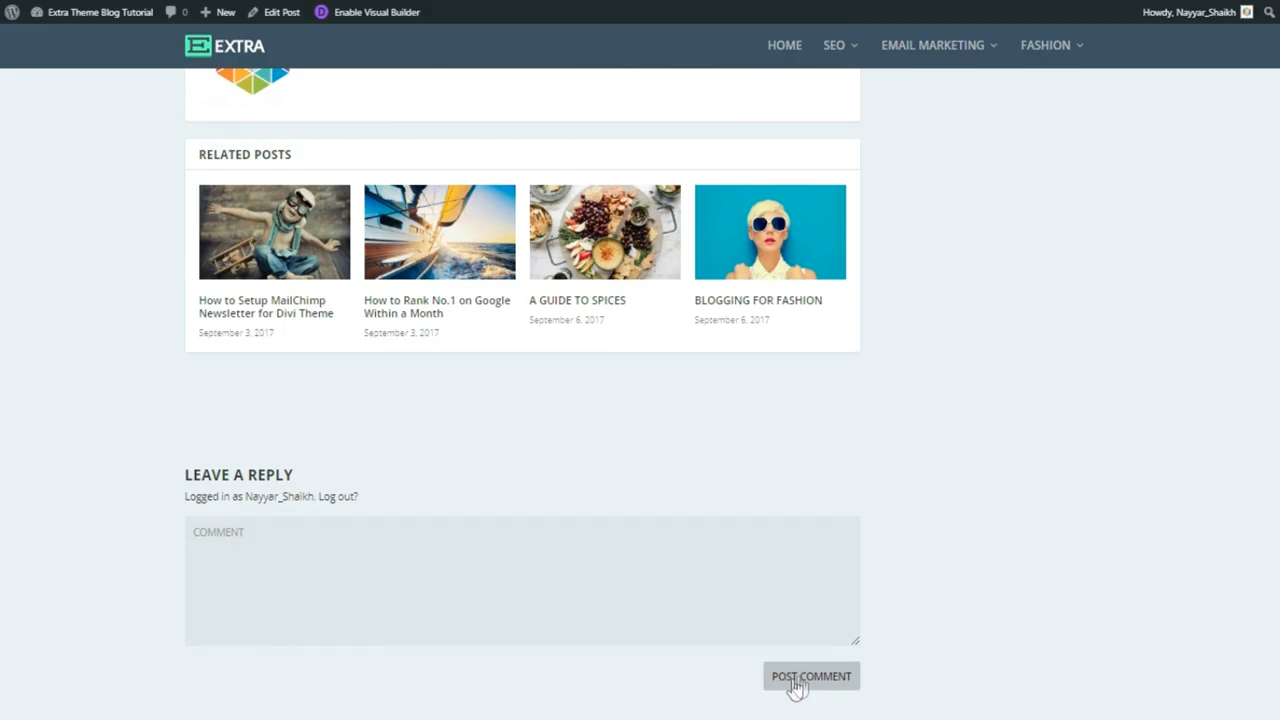 Extra Theme Blog Tutorial 0 New Edit Post D Enable Visual Builder Howdy, Nayyar_Shaikh
E EXTRA HOME SEO EMAIL MARKETING FASHION
RELATED POSTS
How to Setup MailChimp
Newsletter for Divi Theme
September 3, 2017
How to Rank No.1 on Google
Within a Month
September 3, 2017
A GUIDE TO SPICES
September 6, 2017
BLOGGING FOR FASHION
September 6, 2017
LEAVE A REPLY
Logged in as Nayyar_Shaikh. Log out?
COMMENT
POST COMMENT